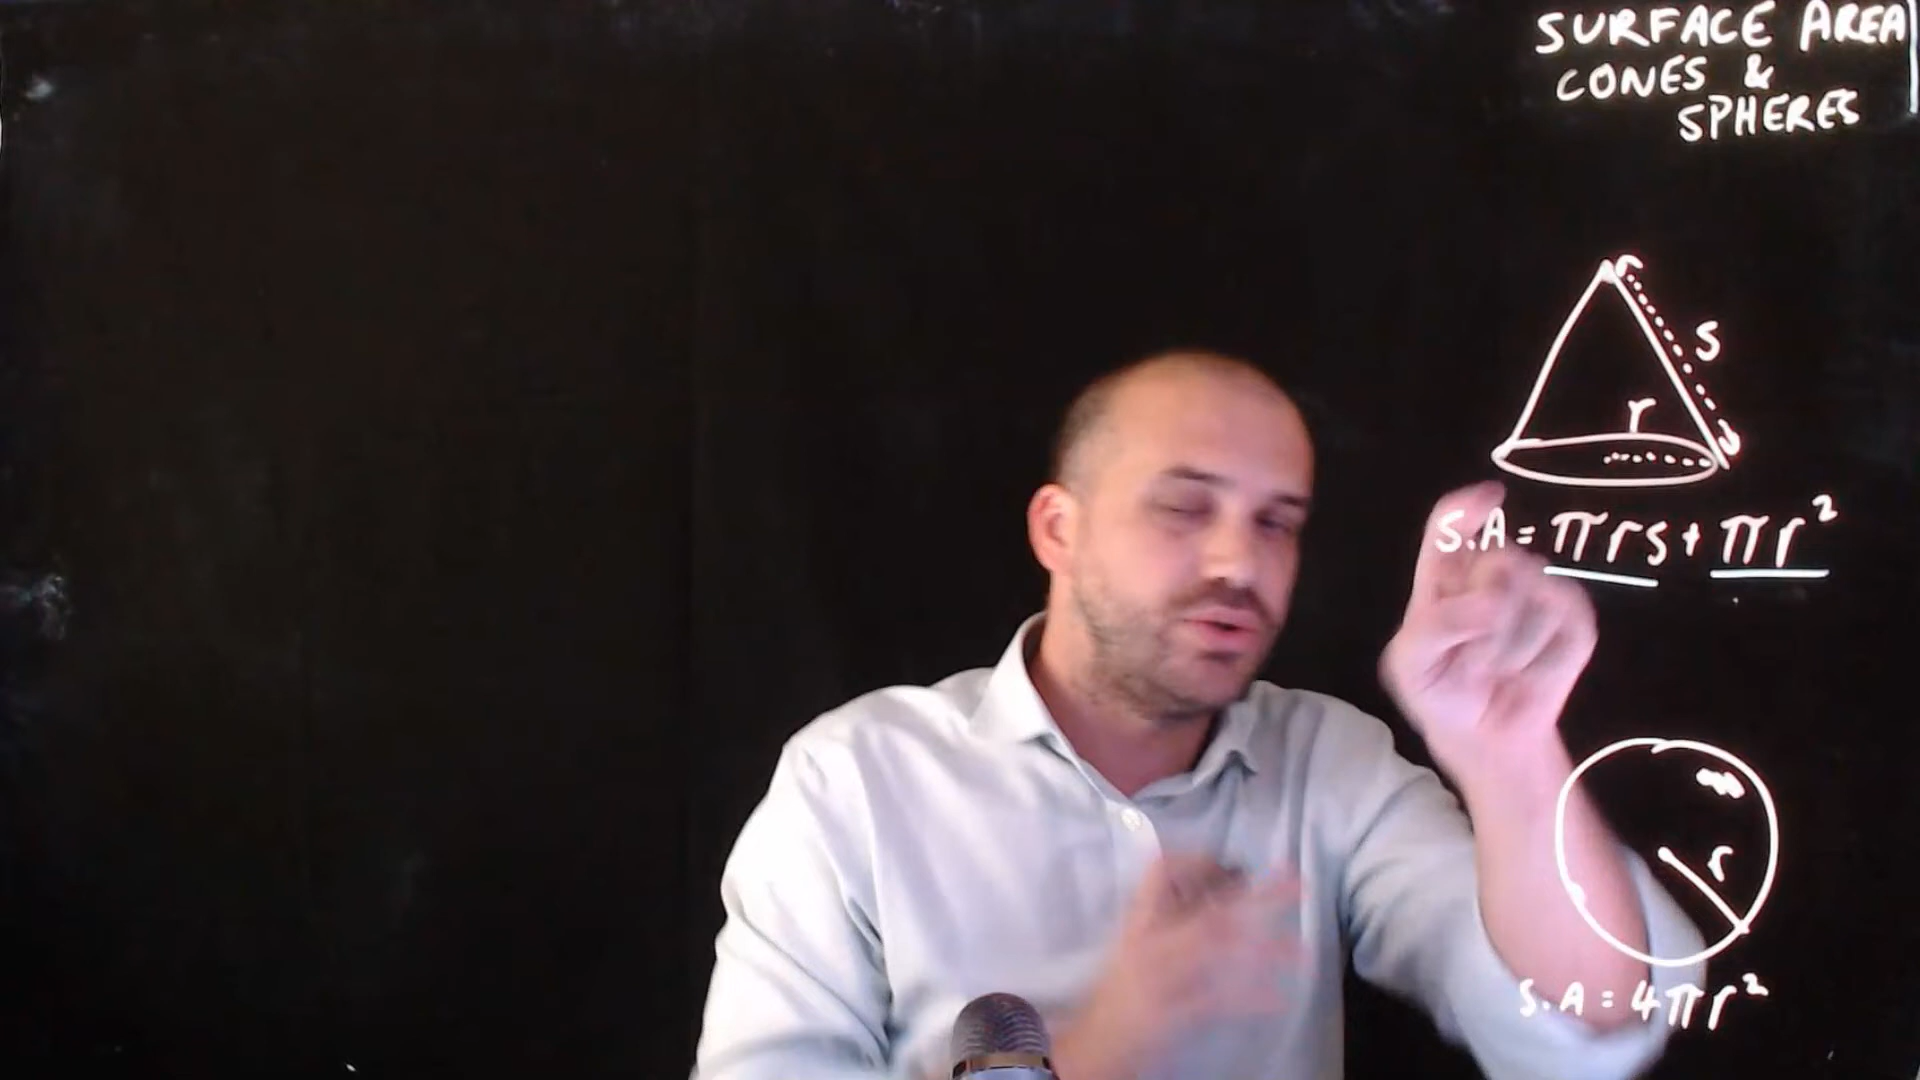 SURFACE AREA
CONES &
SPHERES
s
r
S.A = πrs + πr²
r
S.A = 4πr²